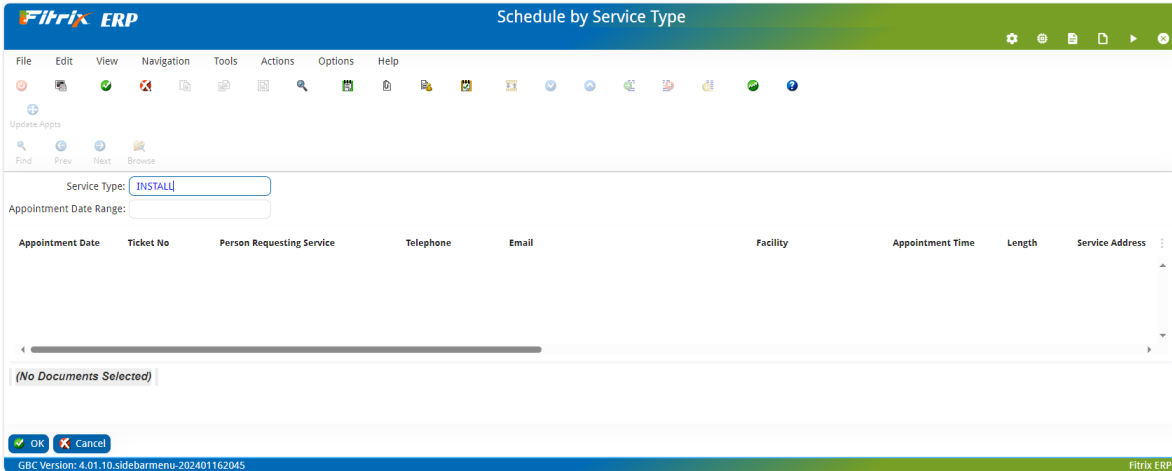 Fitrix ERP
Schedule by Service Type
File Edit View Navigation Tools Actions Options Help
Update Appts
Find Prev Next Browse
Service Type: INSTALL
Appointment Date Range:
Appointment Date Ticket No Person Requesting Service Telephone Email Facility Appointment Time Length Service Address
(No Documents Selected)
OK Cancel
GBC Version: 4.01.10.sidebarmenu-202401162045 Fitrix ERP